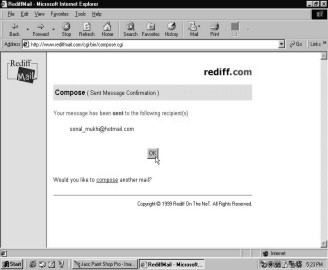 RediffMail - Microsoft Internet Explorer
File Edit View Favorites Tools Help
Back Forward Stop Refresh Home Search Favorites History Mail Print
Address http://www.rediffmail.com/cgi-bin/compose.cgi Go Links »
Rediff
Mail
rediff.com
Compose ( Sent Message Confirmation )
Your message has been sent to the following recipient(s)
sonal_mukhi@hotmail.com
OK
Would you like to compose another mail?
Copyright © 1999 Rediff On The NeT. All Rights Reserved.
Internet
Start Jasc Paint Shop Pro - Ima... RediffMail - Microsoft... 5:23 PM